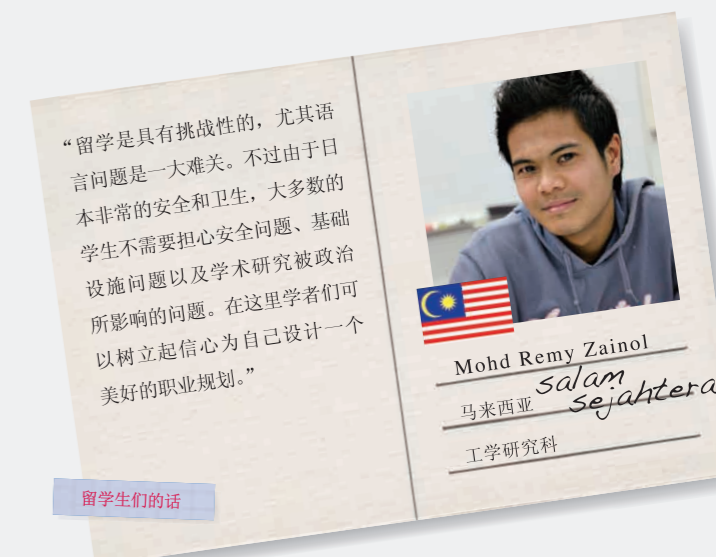 “留学是具有挑战性的，尤其语
言问题是一大难关。不过由于日
本非常的安全和卫生，大多数的
学生不需要担心安全问题、基础
设施问题以及学术研究被政治
所影响的问题。在这里学者们可
以树立起信心为自己设计一个
美好的职业规划。”
留学生们的话
Mohd Remy Zainol
马来西亚
salam
sejahtera
工学研究科